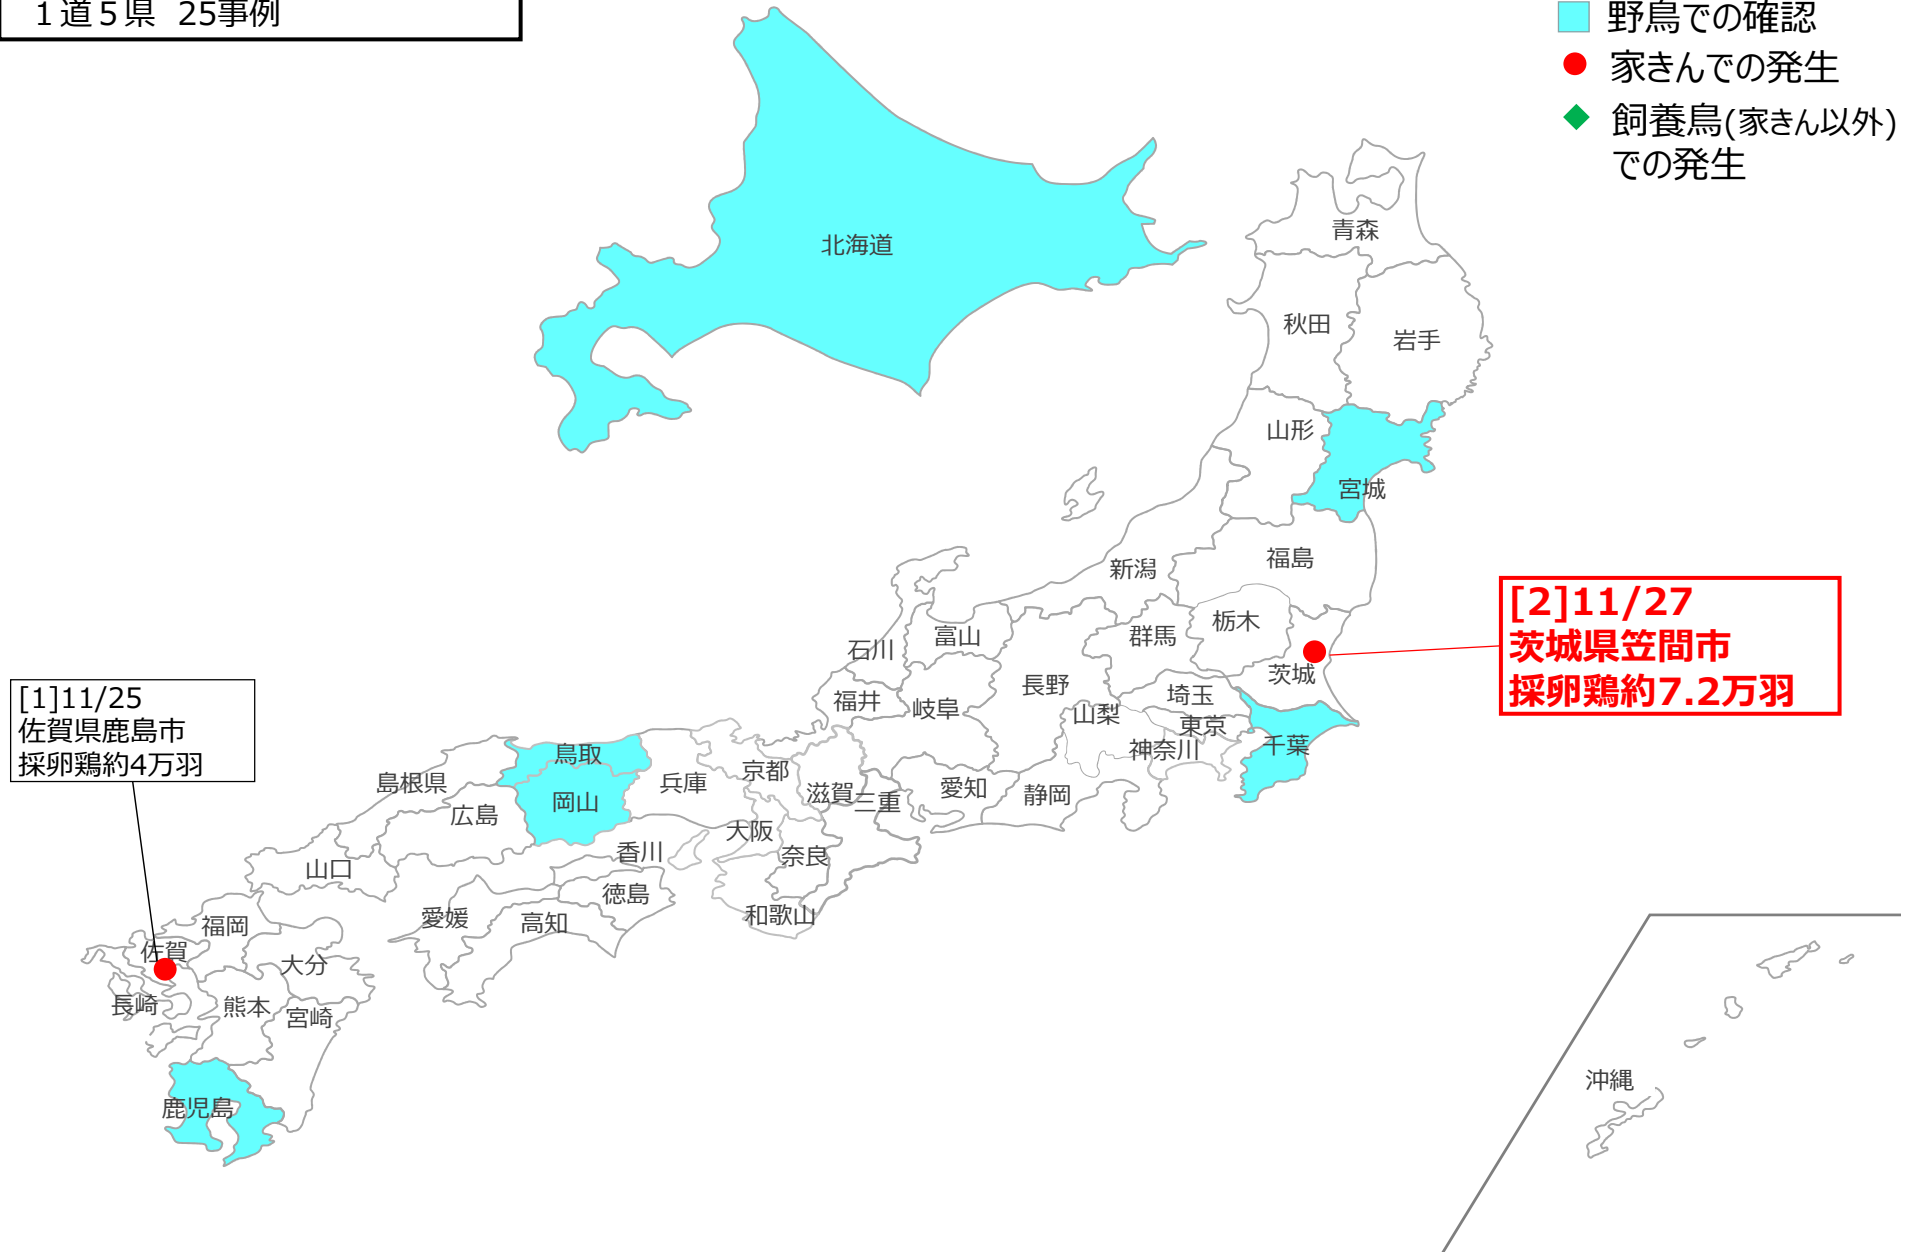 １道５県 25事例
野鳥での確認
家きんでの発生
飼養鳥(家きん以外)
での発生
北海道
青森
秋田
岩手
山形
宮城
福島
新潟
栃木
群馬
茨城
[2]11/27
茨城県笠間市
採卵鶏約7.2万羽
富山
石川
長野
福井
岐阜
埼玉
山梨
東京
千葉
神奈川
[1]11/25
佐賀県鹿島市
採卵鶏約4万羽
鳥取
京都
兵庫
島根県
岡山
滋賀
三重
愛知
静岡
広島
大阪
香川
奈良
山口
徳島
愛媛
高知
和歌山
福岡
佐賀
大分
長崎
熊本
宮崎
鹿児島
沖縄